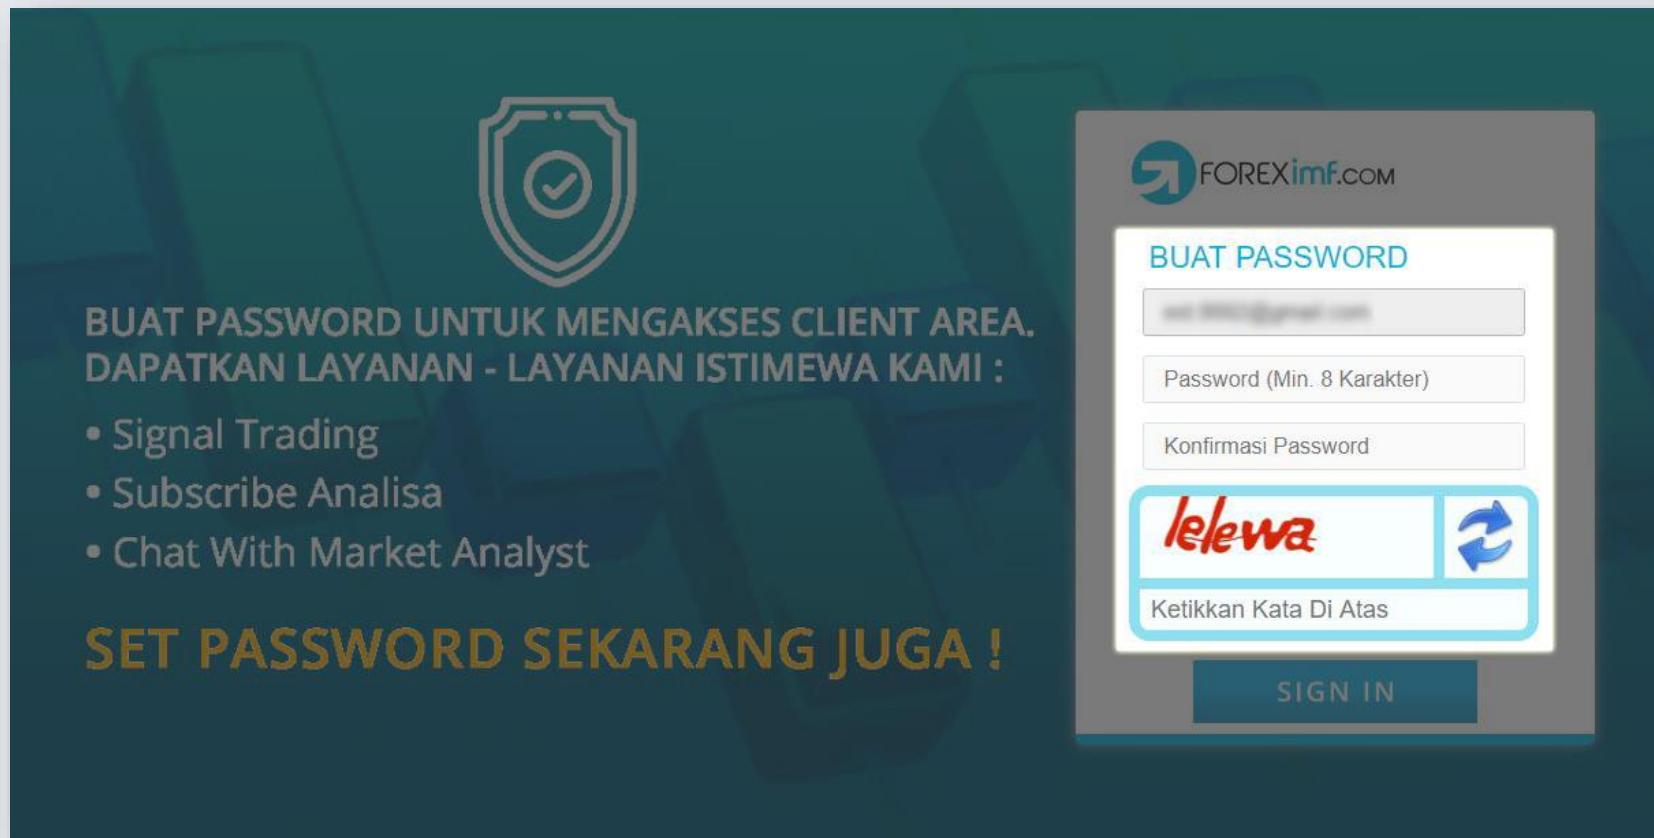 BUAT PASSWORD UNTUK MENGAKSES CLIENT AREA.
DAPATKAN LAYANAN - LAYANAN ISTIMEWA KAMI :
• Signal Trading
• Subscribe Analisa
• Chat With Market Analyst
SET PASSWORD SEKARANG JUGA !
FOREXimf.COM
BUAT PASSWORD
Password (Min. 8 Karakter)
Konfirmasi Password
lelewa
Ketikkan Kata Di Atas
SIGN IN